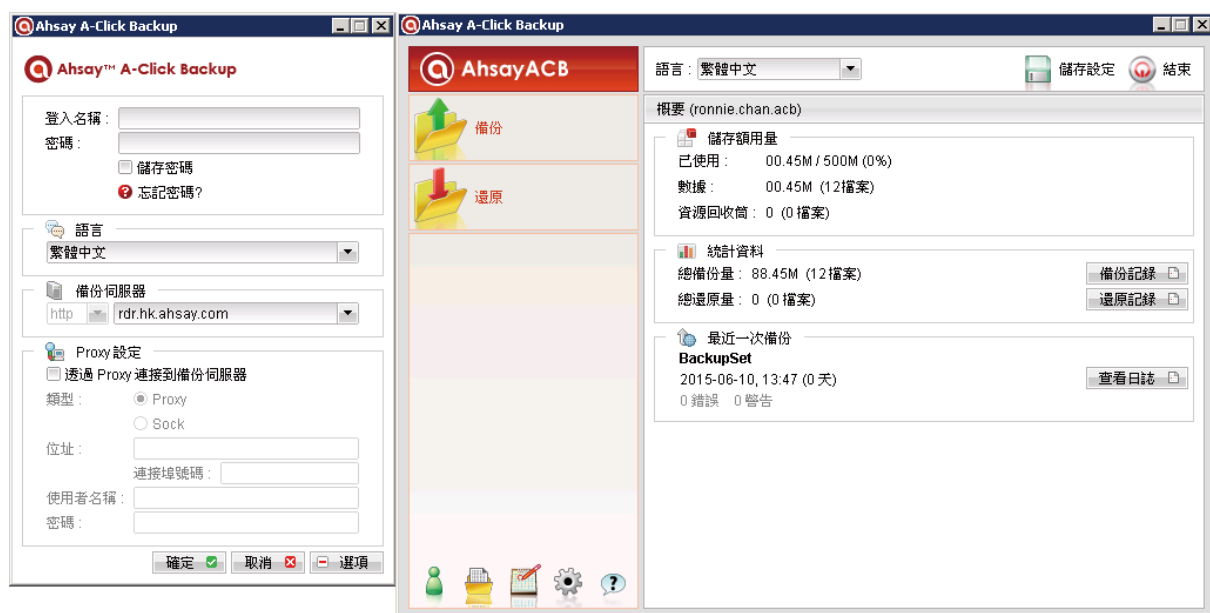 Ahsay A-Click Backup
Ahsay™ A-Click Backup
登入名稱 :
密碼 :
儲存密碼
忘記密碼?
語言
繁體中文
備份伺服器
http
rdr.hk.ahsay.com
Proxy 設定
透過 Proxy 連接到備份伺服器
類型 :
Proxy
Sock
位址 :
連接埠號碼 :
使用者名稱 :
密碼 :
確定
取消
選項
Ahsay A-Click Backup
AhsayACB
備份
還原
語言 : 繁體中文
儲存設定
結束
概要 (ronnie.chan.acb)
儲存額用量
已使用 : 00.45M / 500M (0%)
數據 : 00.45M (12檔案)
資源回收筒 : 0 (0 檔案)
統計資料
總備份量 : 88.45M (12檔案)
備份記錄
總還原量 : 0 (0 檔案)
還原記錄
最近一次備份
BackupSet
2015-06-10, 13:47 (0 天)
查看日誌
0 錯誤 0 警告